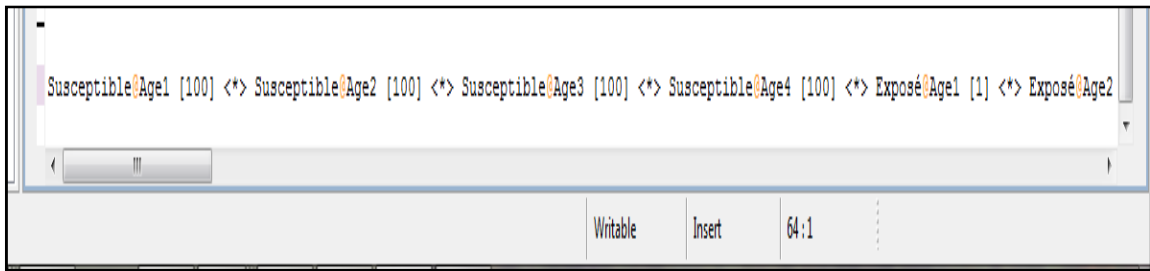 Susceptible@Age1 [100] <*> Susceptible@Age2 [100] <*> Susceptible@Age3 [100] <*> Susceptible@Age4 [100] <*> Exposé@Age1 [1] <*> Exposé@Age2
Writable Insert 64:1